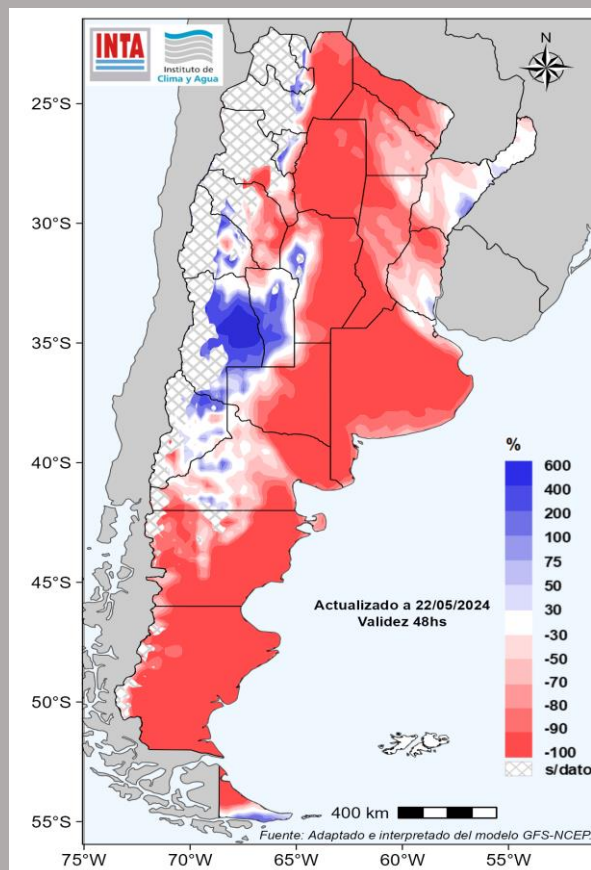 INTA
Instituto de
Clima y Agua
N
25°S
30°S
35°S
40°S
45°S
50°S
55°S
%
600
400
200
100
75
50
30
-30
-50
-70
-80
-90
-100
s/dato
Actualizado a 22/05/2024
Validez 48hs
400 km
Fuente: Adaptado e interpretado del modelo GFS-NCEP.
75°W
70°W
65°W
60°W
55°W